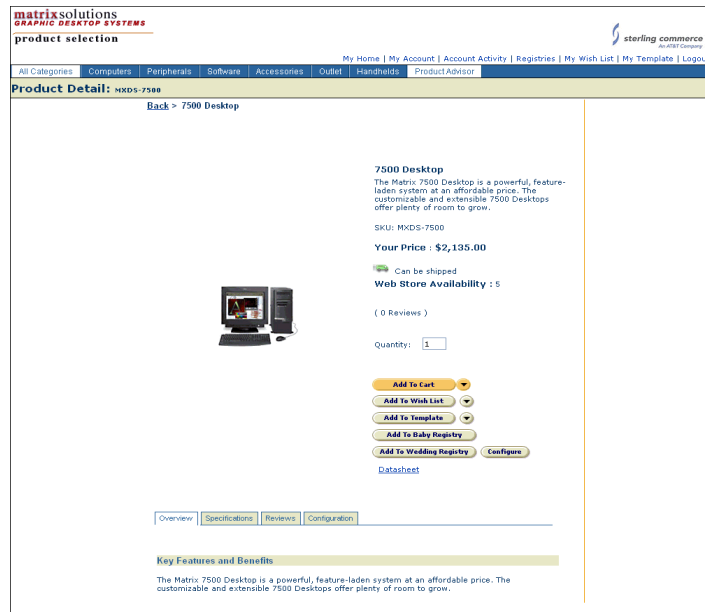 matrixsolutions
GRAPHIC DESKTOP SYSTEMS
product selection
sterling commerce
An AT&T Company
My Home | My Account | Account Activity | Registries | My Wish List | My Template | Logou
All Categories Computers Peripherals Software Accessories Outlet Handhelds Product Advisor
Product Detail: MXDS-7500
Back > 7500 Desktop
7500 Desktop
The Matrix 7500 Desktop is a powerful, feature-
laden system at an affordable price. The
customizable and extensible 7500 Desktops
offer plenty of room to grow.
SKU: MXDS-7500
Your Price : $2,135.00
Can be shipped
Web Store Availability : 5
( 0 Reviews )
Quantity: 1
Add To Cart
Add To Wish List
Add To Template
Add To Baby Registry
Add To Wedding Registry Configure
Datasheet
Overview Specifications Reviews Configuration
Key Features and Benefits
The Matrix 7500 Desktop is a powerful, feature-laden system at an affordable price. The
customizable and extensible 7500 Desktops offer plenty of room to grow.